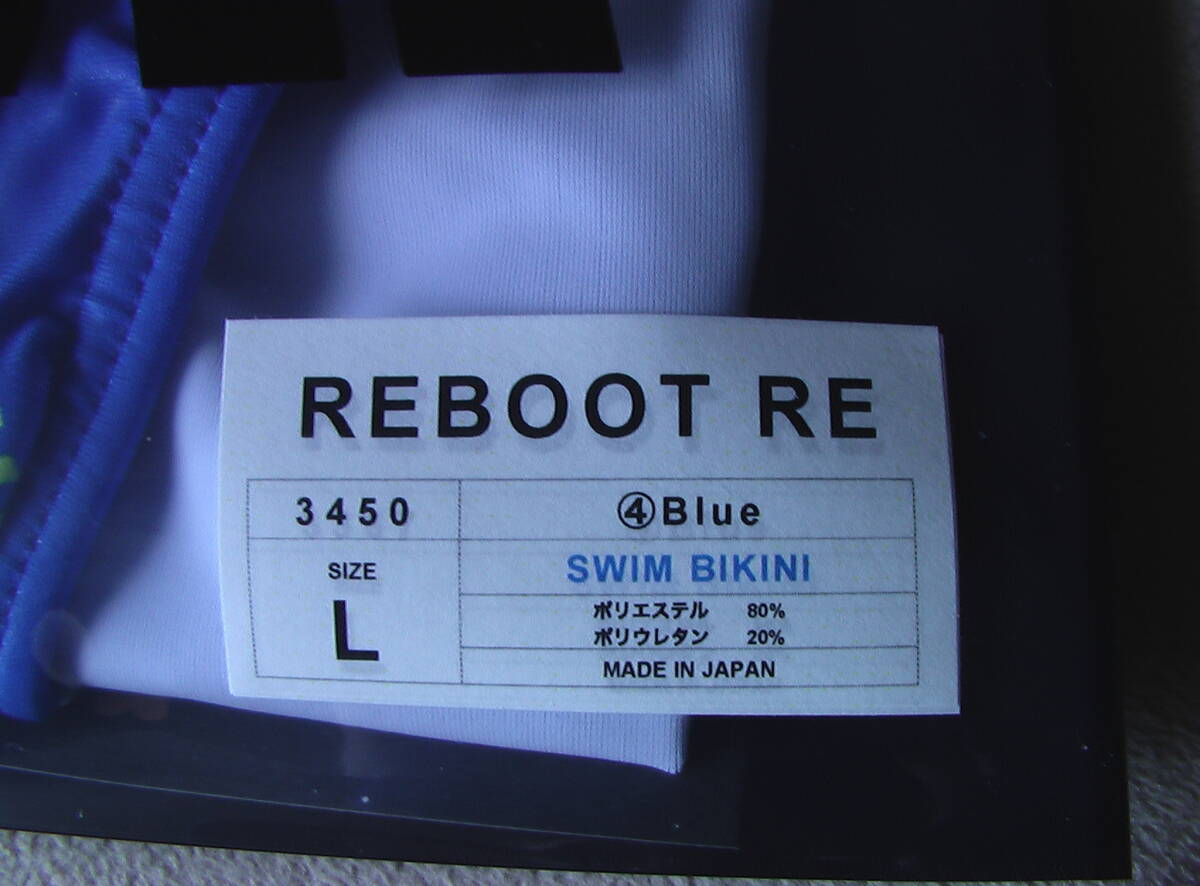 REBOOT RE
3450
④Blue
SIZE
L
SWIM BIKINI
ポリエステル 80%
ポリウレタン 20%
MADE IN JAPAN